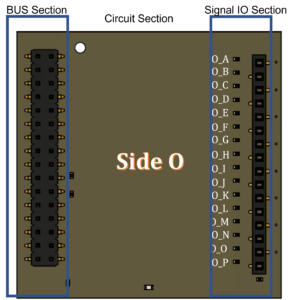 BUS Section
Circuit Section
Signal IO Section
O_A
O_B
O_C
O_D
O_E
O_F
O_G
Side O
O_H
O_I
O_J
O_K
O_L
O_M
O_N
O_O
O_P